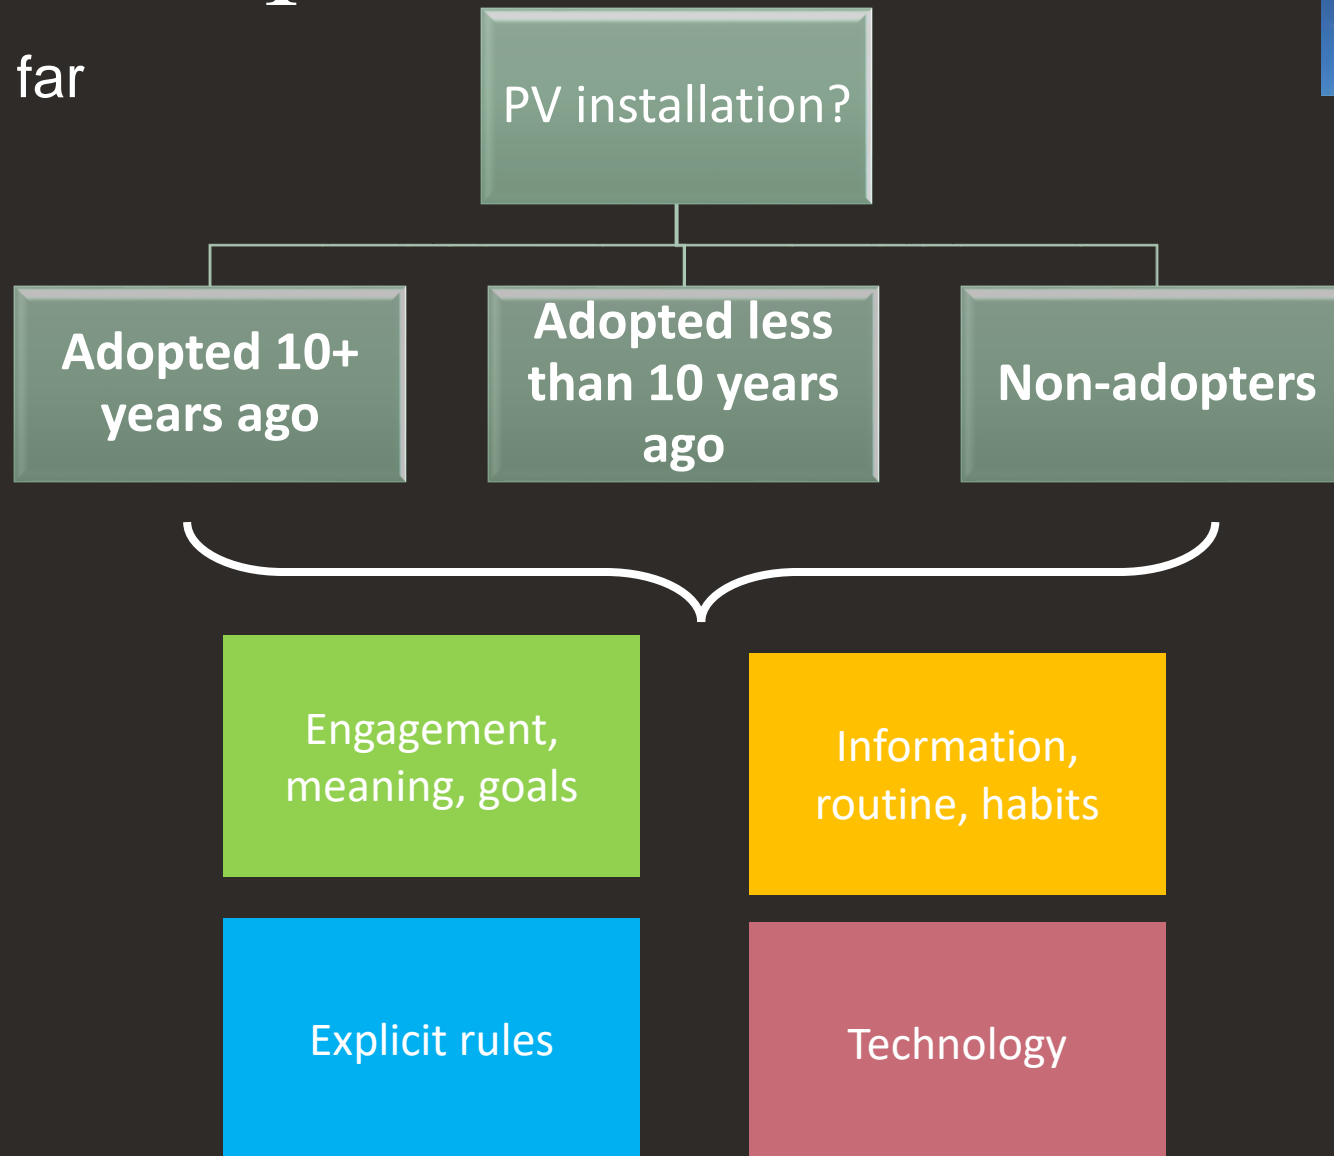 far
PV installation?
Adopted 10+
years ago
Adopted less
than 10 years
ago
Non-adopters
Engagement,
meaning, goals
Information,
routine, habits
Explicit rules
Technology